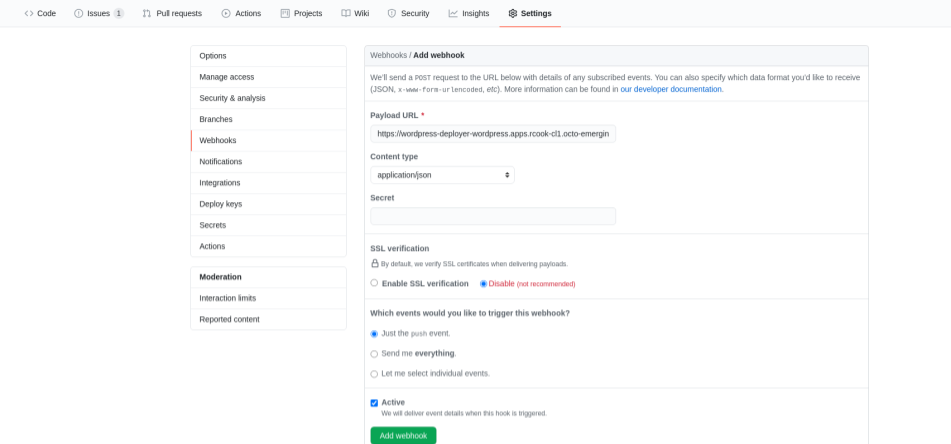 Code Issues 1 Pull requests Actions Projects Wiki Security Insights Settings
Options
Manage access
Security & analysis
Branches
Webhooks
Notifications
Integrations
Deploy keys
Secrets
Actions
Moderation
Interaction limits
Reported content
Webhooks / Add webhook
We'll send a POST request to the URL below with details of any subscribed events. You can also specify which data format you'd like to receive
(JSON, x-www-form-urlencoded, etc). More information can be found in our developer documentation.
Payload URL *
https://wordpress-deployer-wordpress.apps.rcook-cl1.octo-emergin
Content type
application/json
Secret
SSL verification
By default, we verify SSL certificates when delivering payloads.
Enable SSL verification Disable (not recommended)
Which events would you like to trigger this webhook?
Just the push event.
Send me everything.
Let me select individual events.
Active
We will deliver event details when this hook is triggered.
Add webhook